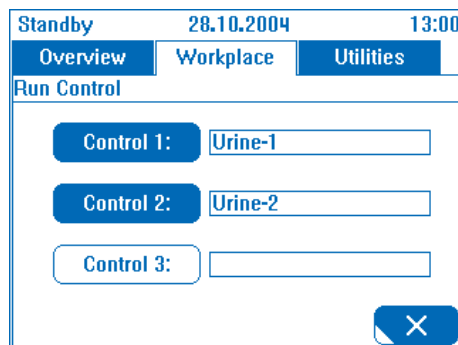 Standby 28.10.2004 13:00
Overview Workplace Utilities
Run Control
Control 1: Urine-1
Control 2: Urine-2
Control 3: